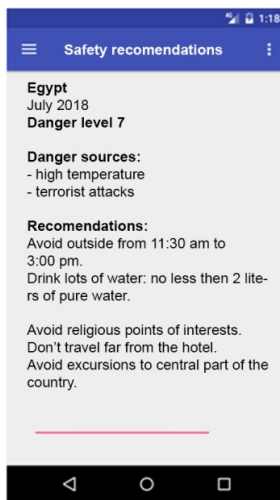 4G 1:18
Safety recomendations
Egypt
July 2018
Danger level 7
Danger sources:
- high temperature
- terrorist attacks
Recomendations:
Avoid outside from 11:30 am to
3:00 pm.
Drink lots of water: no less then 2 lite-
rs of pure water.
Avoid religious points of interests.
Don't travel far from the hotel.
Avoid excursions to central part of the
country.